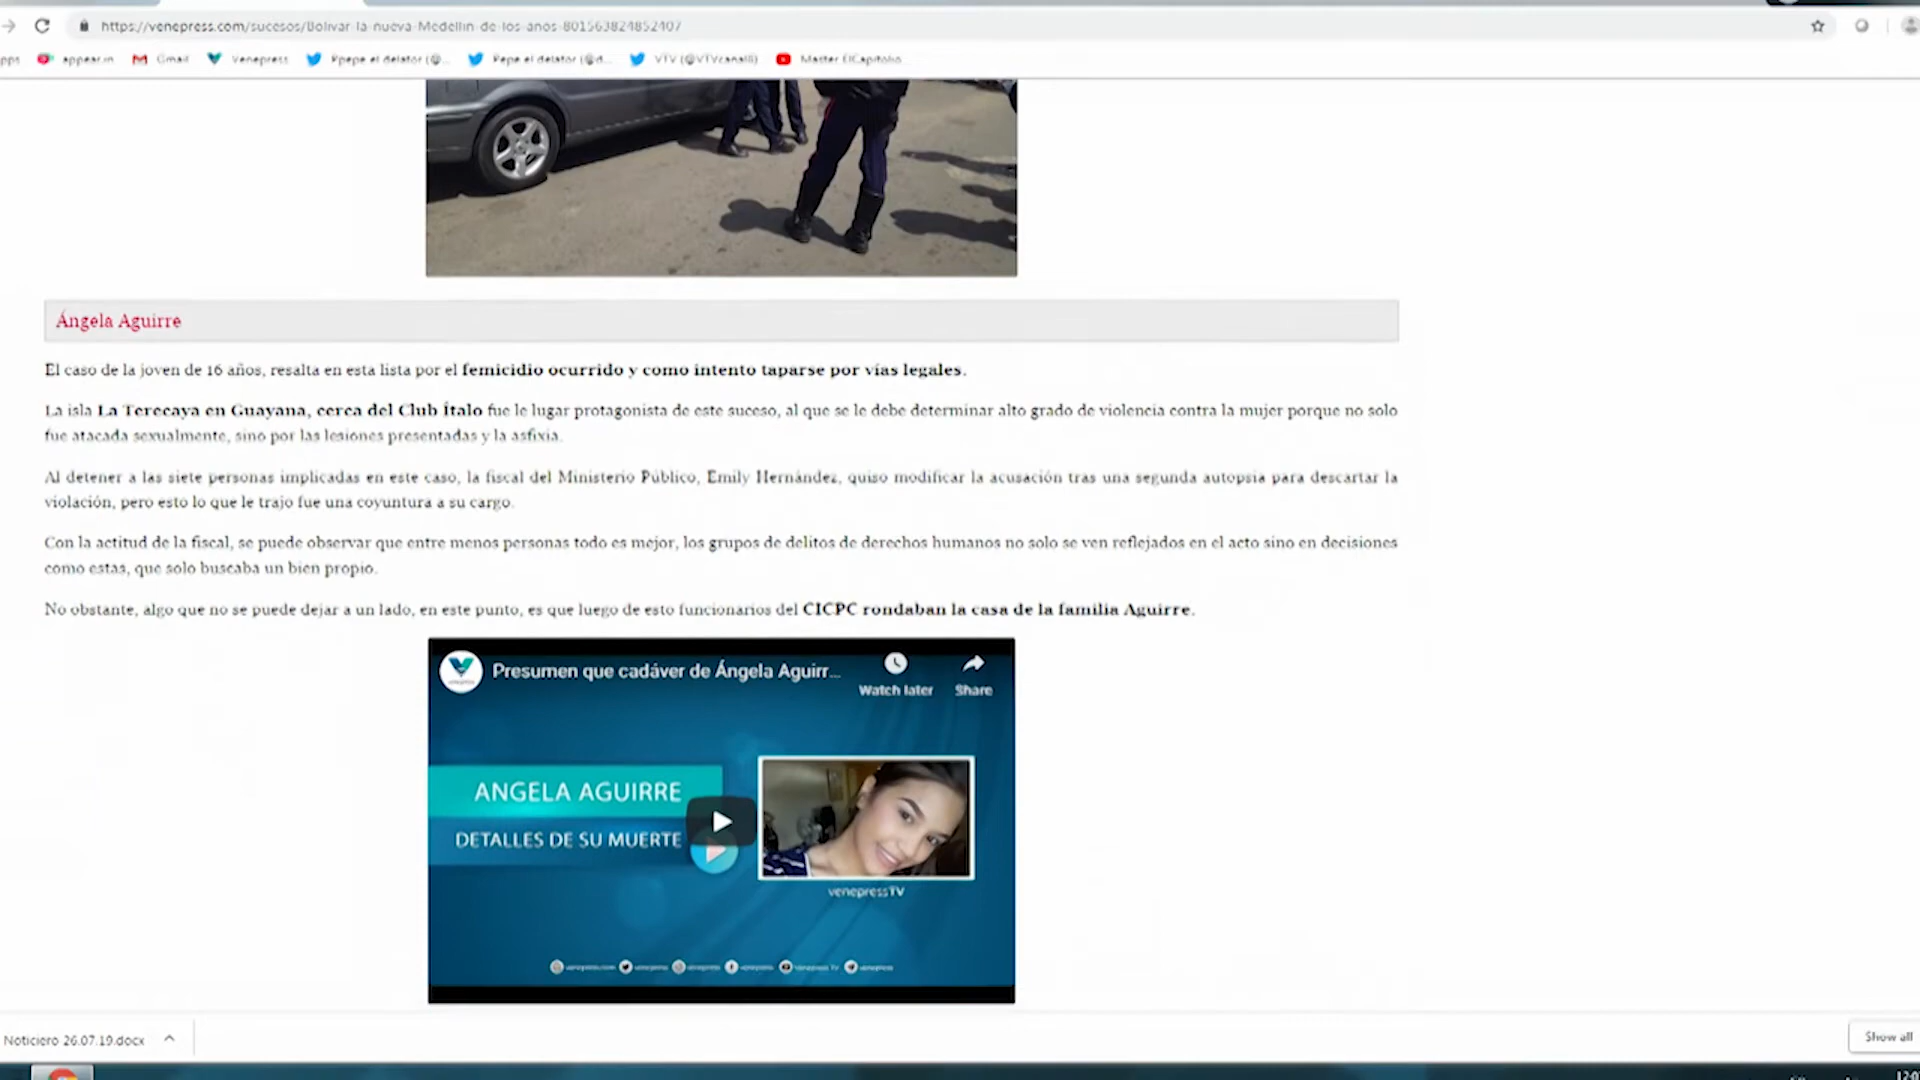 https://venepress.com/sucesos/Bolivar-la-nueva-Medellin-de-los-anos-801563824852407
apps appear.in Gmail Venepress Ppepe el delator (@... Pepe el delator (@d... VTV (@VTVcanal8) Master ElCapitolio
Ángela Aguirre
El caso de la joven de 16 años, resalta en esta lista por el femicidio ocurrido y como intento taparse por vías legales.
La isla La Terecaya en Guayana, cerca del Club Ítalo fue le lugar protagonista de este suceso, al que se le debe determinar alto grado de violencia contra la mujer porque no solo
fue atacada sexualmente, sino por las lesiones presentadas y la asfixia.
Al detener a las siete personas implicadas en este caso, la fiscal del Ministerio Público, Emily Hernández, quiso modificar la acusación tras una segunda autopsia para descartar la
violación, pero esto lo que le trajo fue una coyuntura a su cargo.
Con la actitud de la fiscal, se puede observar que entre menos personas todo es mejor, los grupos de delitos de derechos humanos no solo se ven reflejados en el acto sino en decisiones
como estas, que solo buscaba un bien propio.
No obstante, algo que no se puede dejar a un lado, en este punto, es que luego de esto funcionarios del CICPC rondaban la casa de la familia Aguirre.
Presumen que cadáver de Ángela Aguirr...
Watch later Share
ANGELA AGUIRRE
DETALLES DE SU MUERTE
venepressTV
venepress.com venepress venepress venepress Venepress TV venepress
Noticiero 26.07.19.docx
Show all